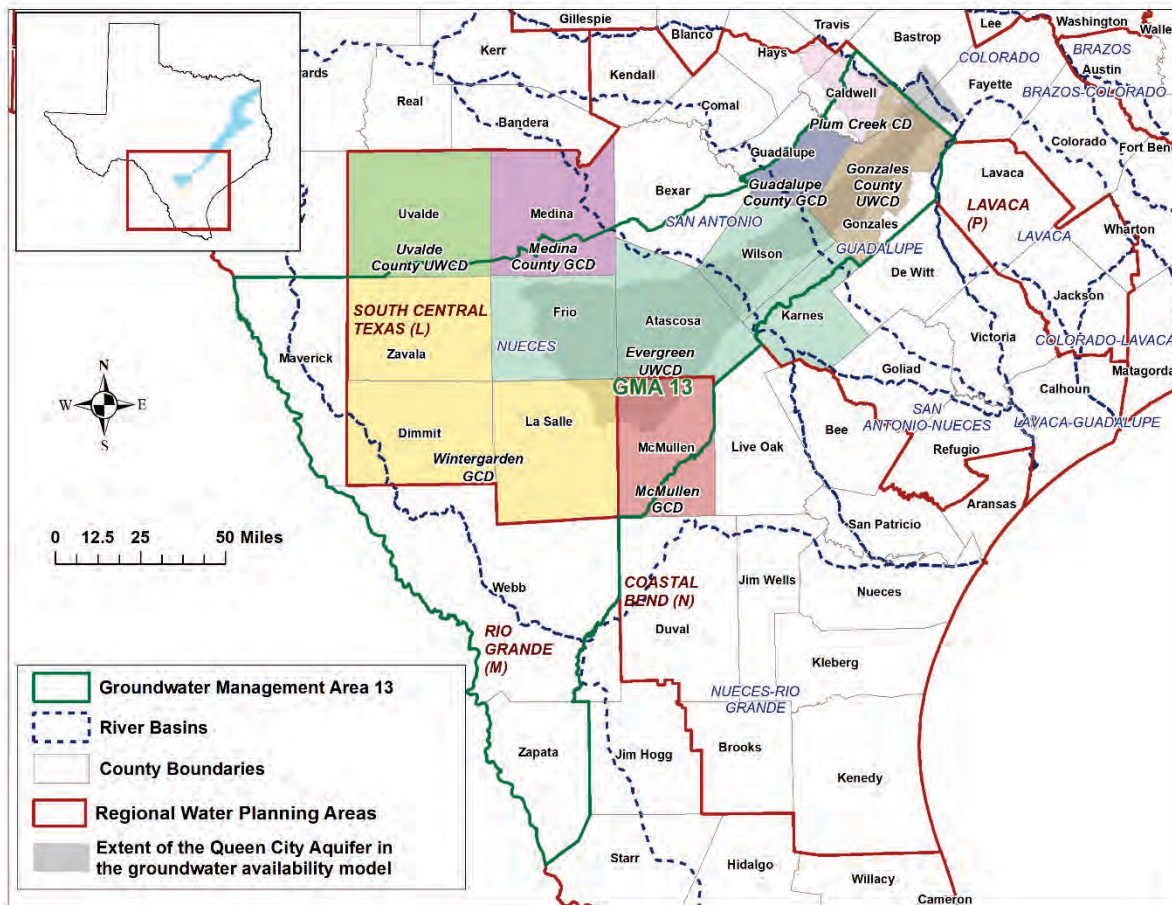 Gillespie
Travis
Lee
Washington
Blanco
Hays
Bastrop
Kerr
COLORADO
BRAZOS
Kendall
Austin
Caldwell
Fayette
BRAZOS-COLORADO
Real
Comal
Bandera
Plum Creek CD
Colorado
Fort Bend
Guadalupe
Gonzales
County
UWCD
Lavaca
Guadalupe
County GCD
Bexar
Uvalde
Medina
Gonzales
LAVACA
(P)
SAN ANTONIO
GUADALUPE
LAVACA
Wharton
Uvalde
County UWCD
Medina
County GCD
Wilson
De Witt
Jackson
SOUTH CENTRAL
TEXAS (L)
Frio
Atascosa
Karnes
Victoria
COLORADO-LAVACA
Maverick
Zavala
NUECES
Evergreen
UWCD
Matagorda
Goliad
Calhoun
GMA 13
SAN
ANTONIO-NUECES
LAVACA-GUADALUPE
N
W
E
S
Dimmit
La Salle
McMullen
Live Oak
Bee
Refugio
Wintergarden
GCD
McMullen
GCD
Aransas
San Patricio
0 12.5 25 50 Miles
Webb
COASTAL
BEND (N)
Jim Wells
Nueces
Duval
RIO
GRANDE
(M)
Kleberg
NUECES-RIO
GRANDE
Zapata
Jim Hogg
Brooks
Kenedy
Starr
Hidalgo
Willacy
Cameron
Groundwater Management Area 13
River Basins
County Boundaries
Regional Water Planning Areas
Extent of the Queen City Aquifer in
the groundwater availability model